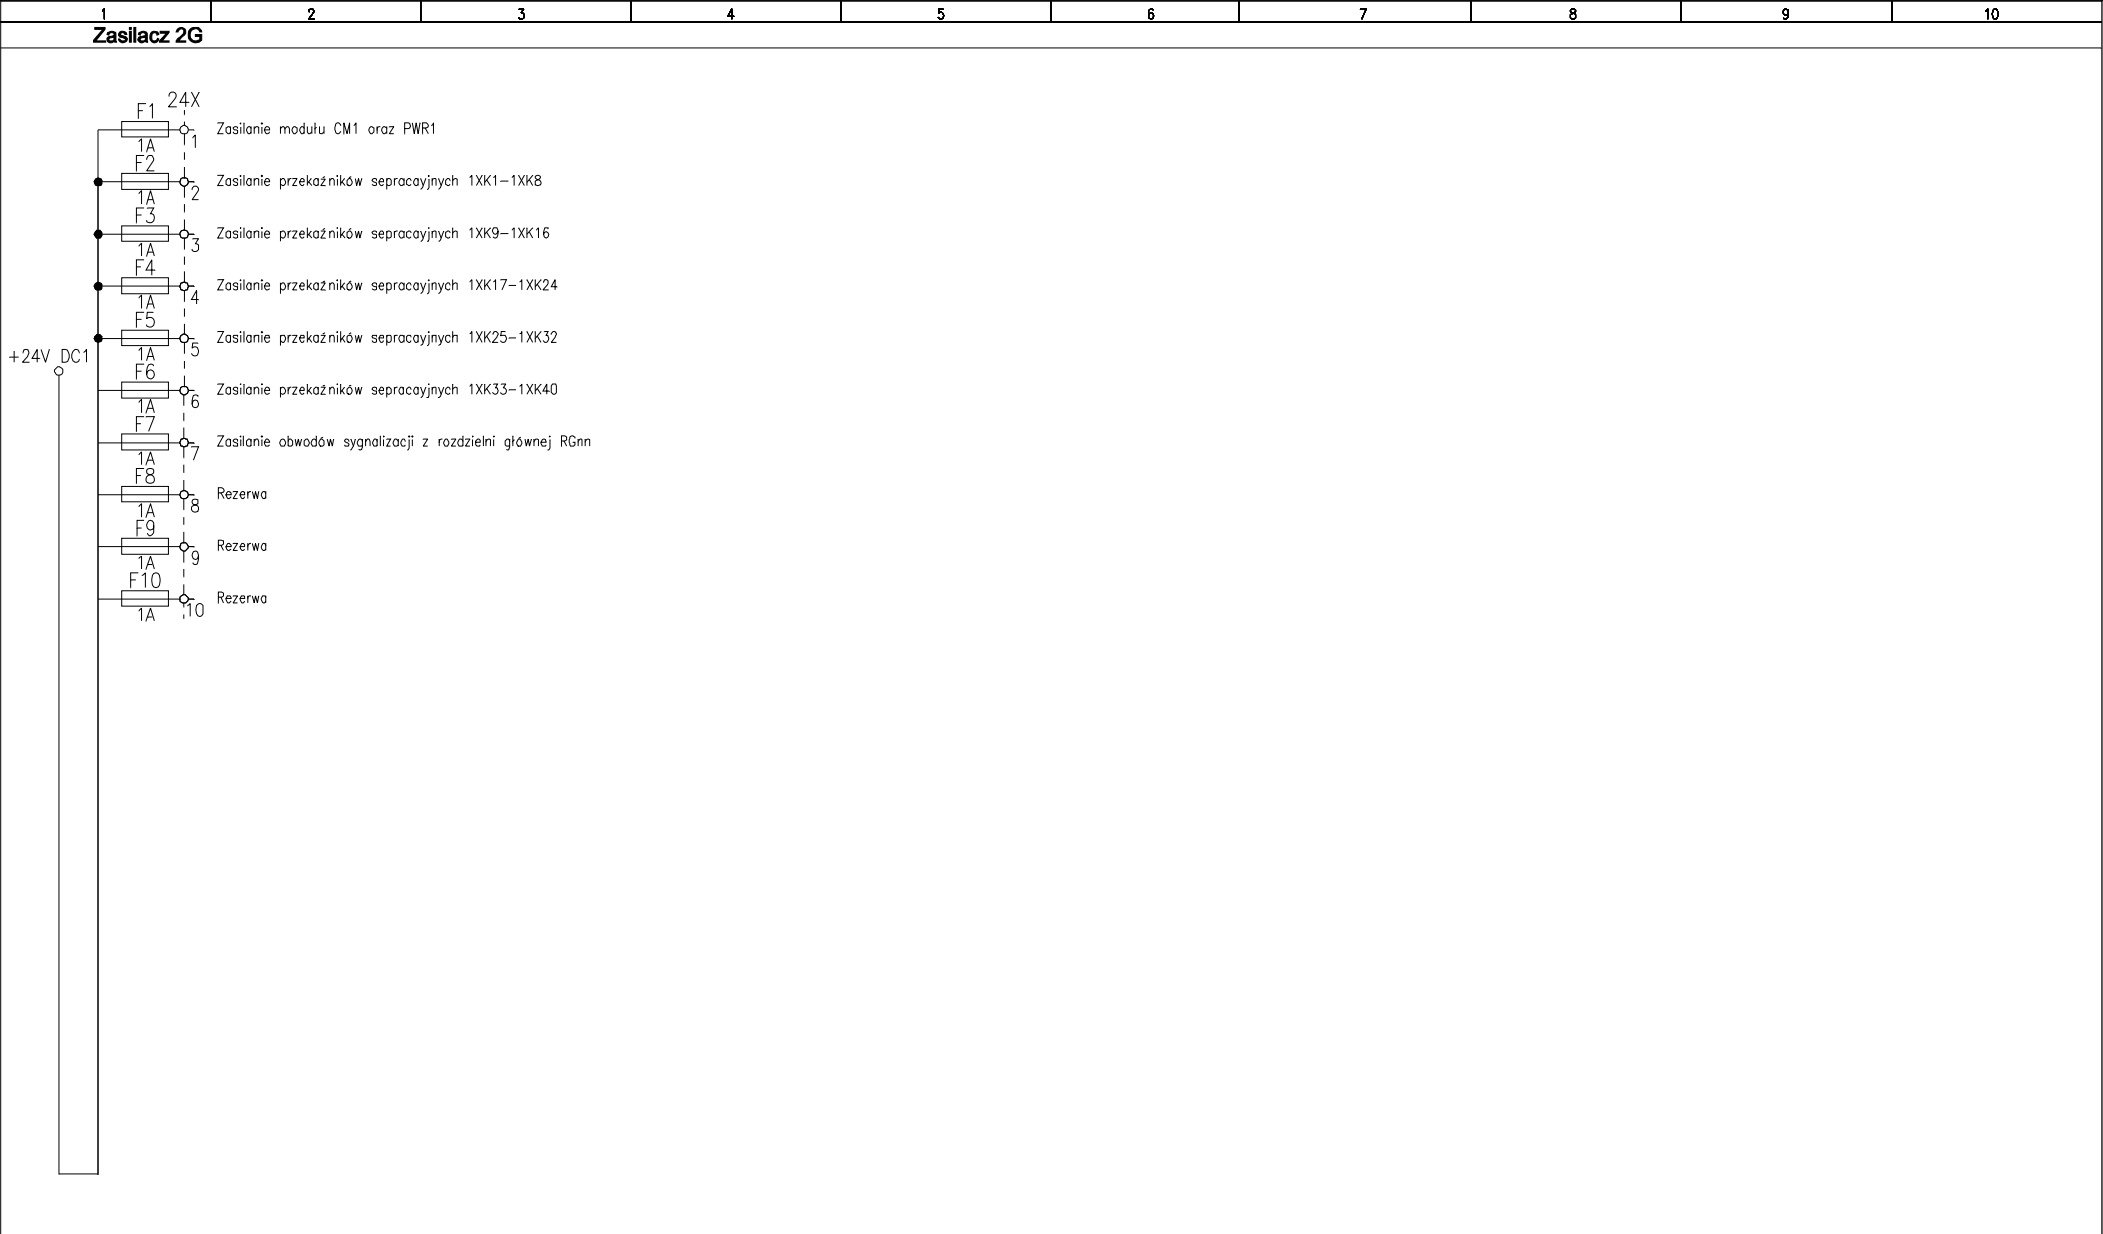 1 2 3 4 5 6 7 8 9 10
Zasilacz 2G
24X
F1
1A
1
Zasilanie modułu CM1 oraz PWR1
F2
1A
2
Zasilanie przekaźników sepracayjnych 1XK1-1XK8
F3
1A
3
Zasilanie przekaźników sepracayjnych 1XK9-1XK16
F4
1A
4
Zasilanie przekaźników sepracayjnych 1XK17-1XK24
F5
1A
5
Zasilanie przekaźników sepracayjnych 1XK25-1XK32
+24V DC1
F6
1A
6
Zasilanie przekaźników sepracayjnych 1XK33-1XK40
F7
1A
7
Zasilanie obwodów sygnalizacji z rozdzielni głównej RGnn
F8
1A
8
Rezerwa
F9
1A
9
Rezerwa
F10
1A
10
Rezerwa